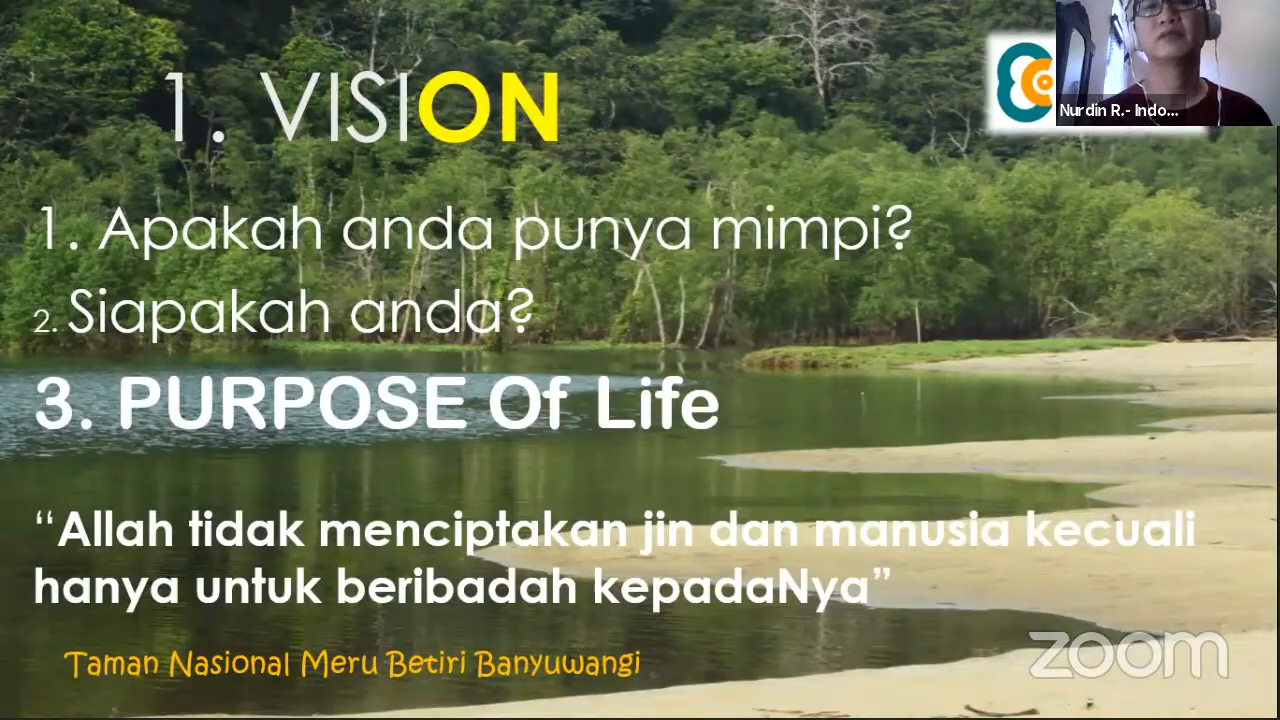 1. VISION
Nurdin R.- Indo...
1. Apakah anda punya mimpi?
2. Siapakah anda?
3. PURPOSE Of Life
“Allah tidak menciptakan jin dan manusia kecuali
hanya untuk beribadah kepadaNya”
Taman Nasional Meru Betiri Banyuwangi
zoom